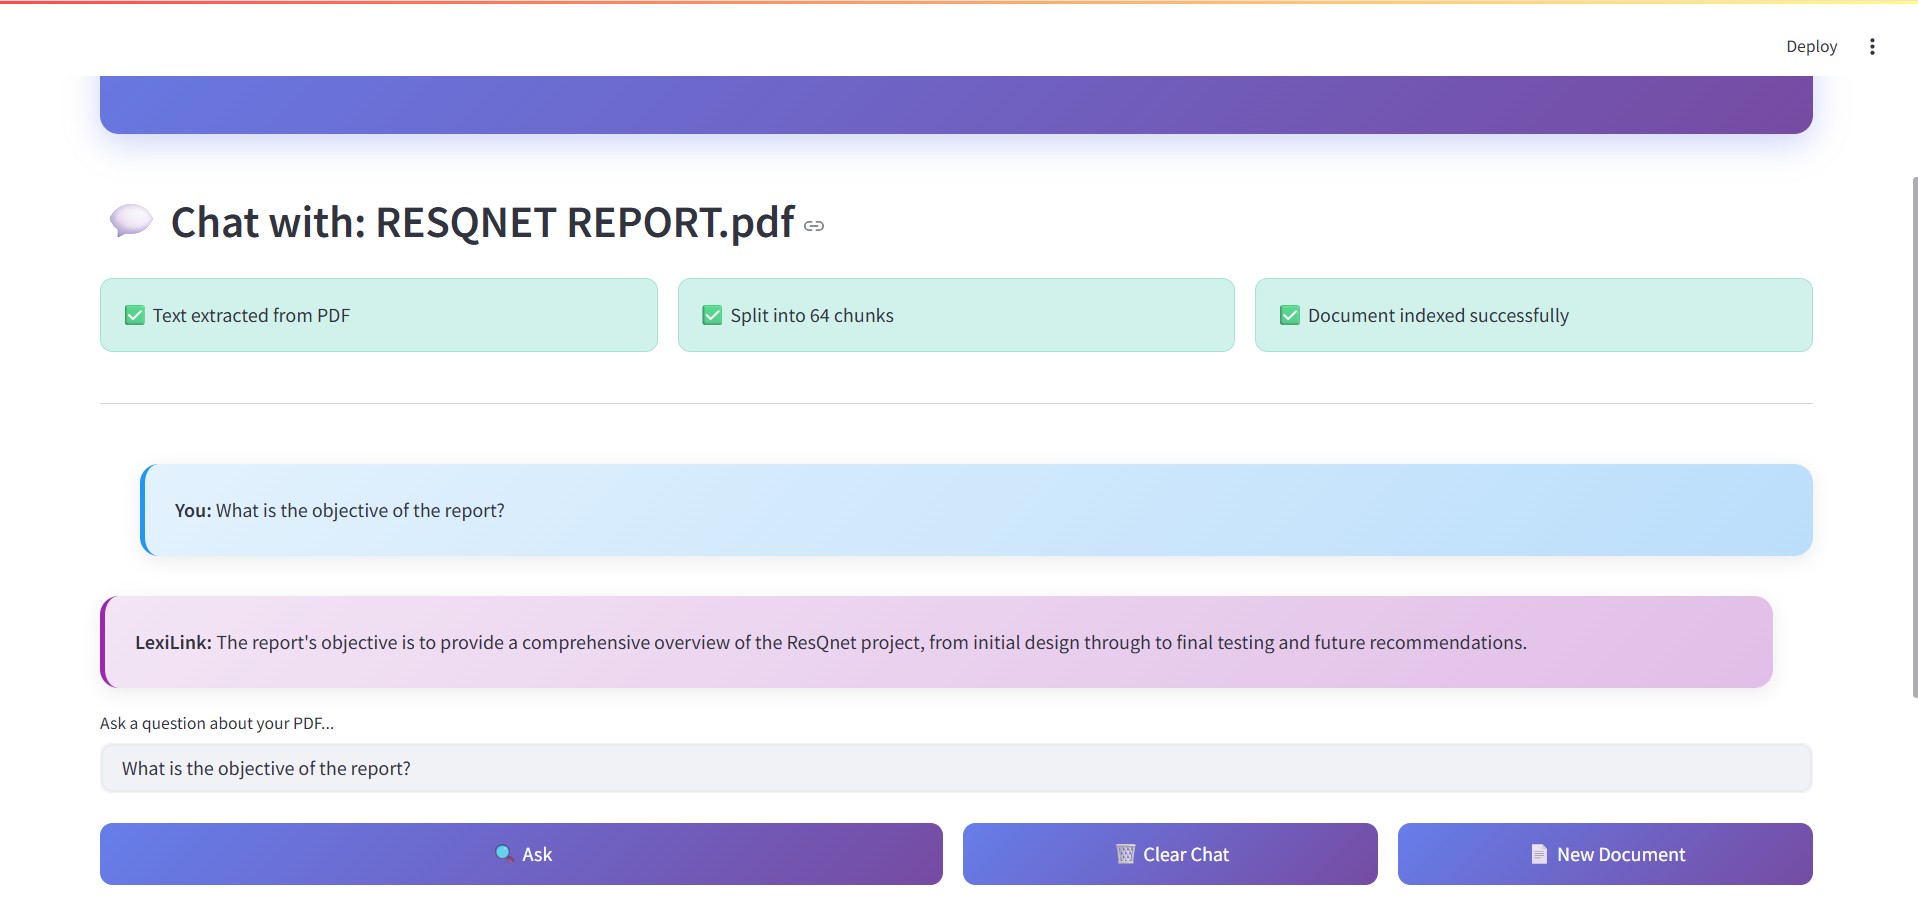 Deploy
Chat with: RESQNET REPORT.pdf
Text extracted from PDF
Split into 64 chunks
Document indexed successfully
You: What is the objective of the report?
LexiLink: The report's objective is to provide a comprehensive overview of the ResQnet project, from initial design through to final testing and future recommendations.
Ask a question about your PDF...
What is the objective of the report?
Ask
Clear Chat
New Document